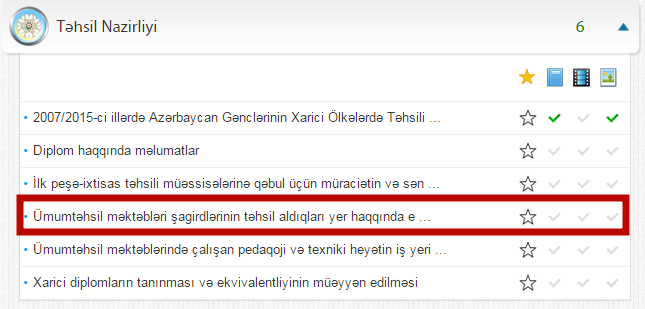 Təhsil Nazirliyi 6
2007/2015-ci illərdə Azərbaycan Gənclərinin Xarici Ölkələrdə Təhsili ...
Diplom haqqında məlumatlar
İlk peşə-ixtisas təhsili müəssisələrinə qəbul üçün müraciətin və sən ...
Ümumtəhsil məktəbləri şagirdlərinin təhsil aldıqları yer haqqında e ...
Ümumtəhsil məktəblərində çalışan pedaqoji və texniki heyətin iş yeri ...
Xarici diplomların tanınması və ekvivalentliyinin müəyyən edilməsi